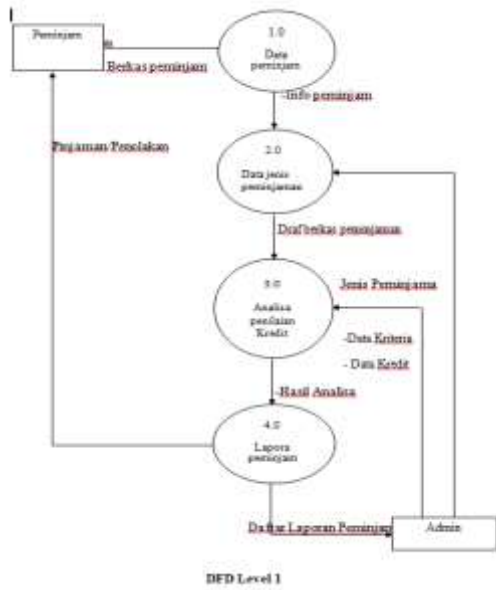 Peminjam
m
Berkas peminjam
1.0
Data
peminjam
-Info peminjam
Pinjaman/Penolakan
2.0
Data jenis
peminjaman
Draf berkas peminjaman
3.0
Analisa
penilaian
Kredit
Jenis Peminjama
-Data Kriteria
- Data Kredit
-Hasil Analisa
4.0
Lapora
peminjam
Daftar Laporan Peminjam
Admin
DFD Level 1